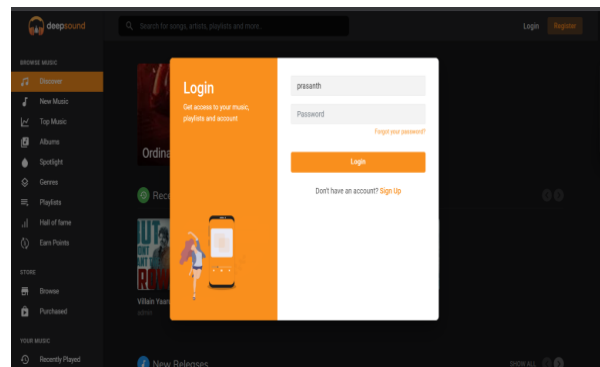 deepsound
Search for songs, artists, playlists and more..
Login
Register
BROWSE MUSIC
Discover
New Music
Top Music
Albums
Spotlight
Genres
Playlists
Hall of fame
Earn Points
STORE
Browse
Purchased
YOUR MUSIC
Recently Played
Login
Get access to your music,
playlists and account
prasanth
Password
Forgot your password?
Login
Don't have an account? Sign Up
Ordina
Rece
Villain Yaaru
admin
New Releases
SHOW ALL